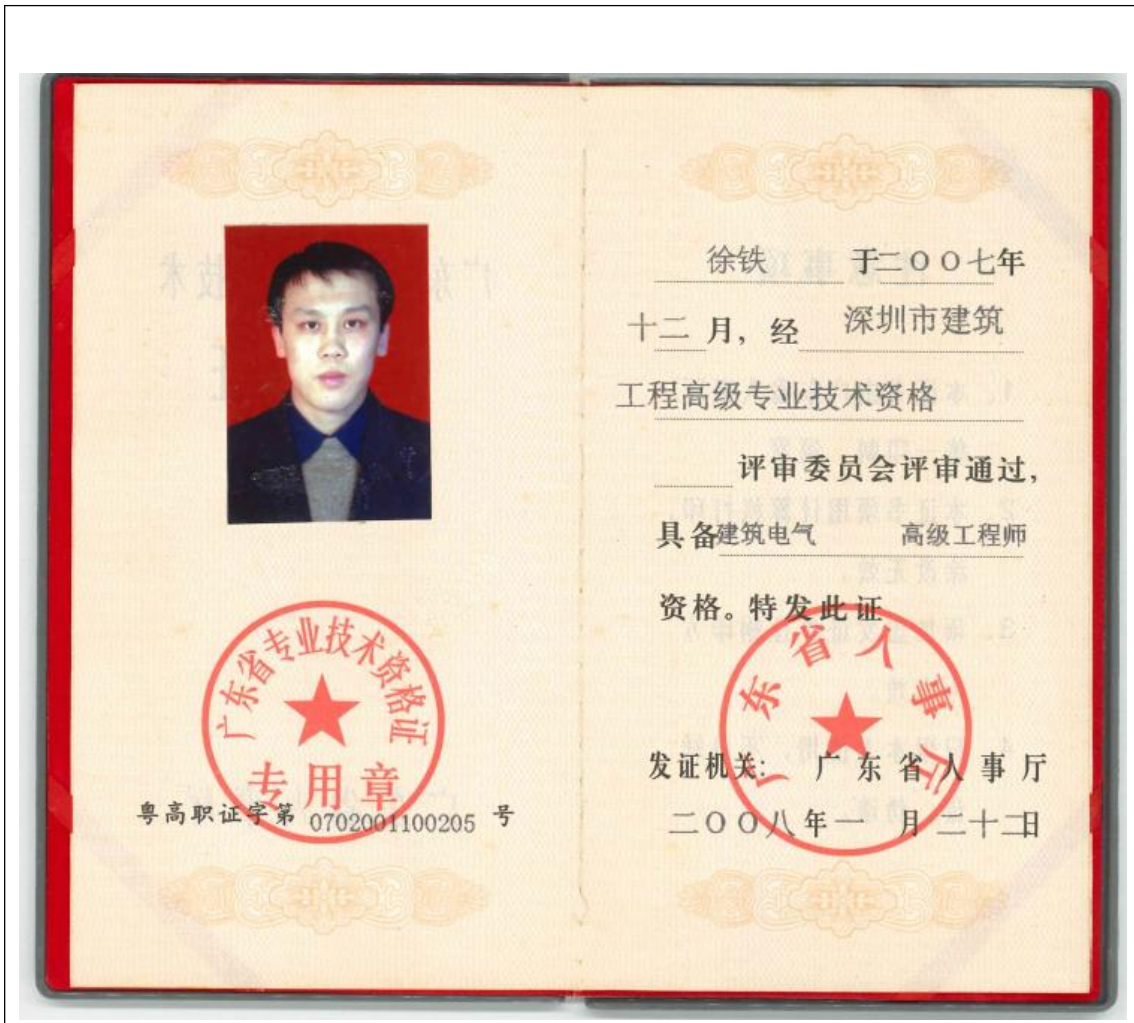 广东省专业技术资格证
专用章
粤高职证字第 0702001100205 号
徐铁 于二００七年
十二 月，经 深圳市建筑
工程高级专业技术资格
评审委员会评审通过，
具备建筑电气 高级工程师
资格。特发此证
广东省人事厅
发证机关：广东省人事厅
二００八年一 月二十二日